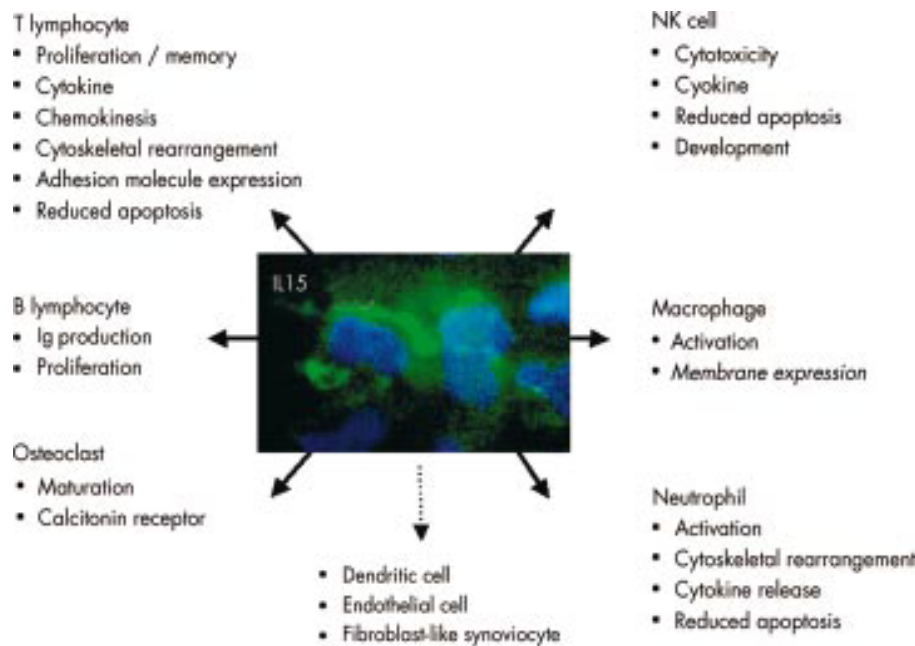 T lymphocyte
• Proliferation / memory
• Cytokine
• Chemokinesis
• Cytoskeletal rearrangement
• Adhesion molecule expression
• Reduced apoptosis
NK cell
• Cytotoxicity
• Cyokine
• Reduced apoptosis
• Development
IL15
B lymphocyte
• Ig production
• Proliferation
Macrophage
• Activation
• Membrane expression
Osteoclast
• Maturation
• Calcitonin receptor
• Dendritic cell
• Endothelial cell
• Fibroblast-like synoviocyte
Neutrophil
• Activation
• Cytoskeletal rearrangement
• Cytokine release
• Reduced apoptosis